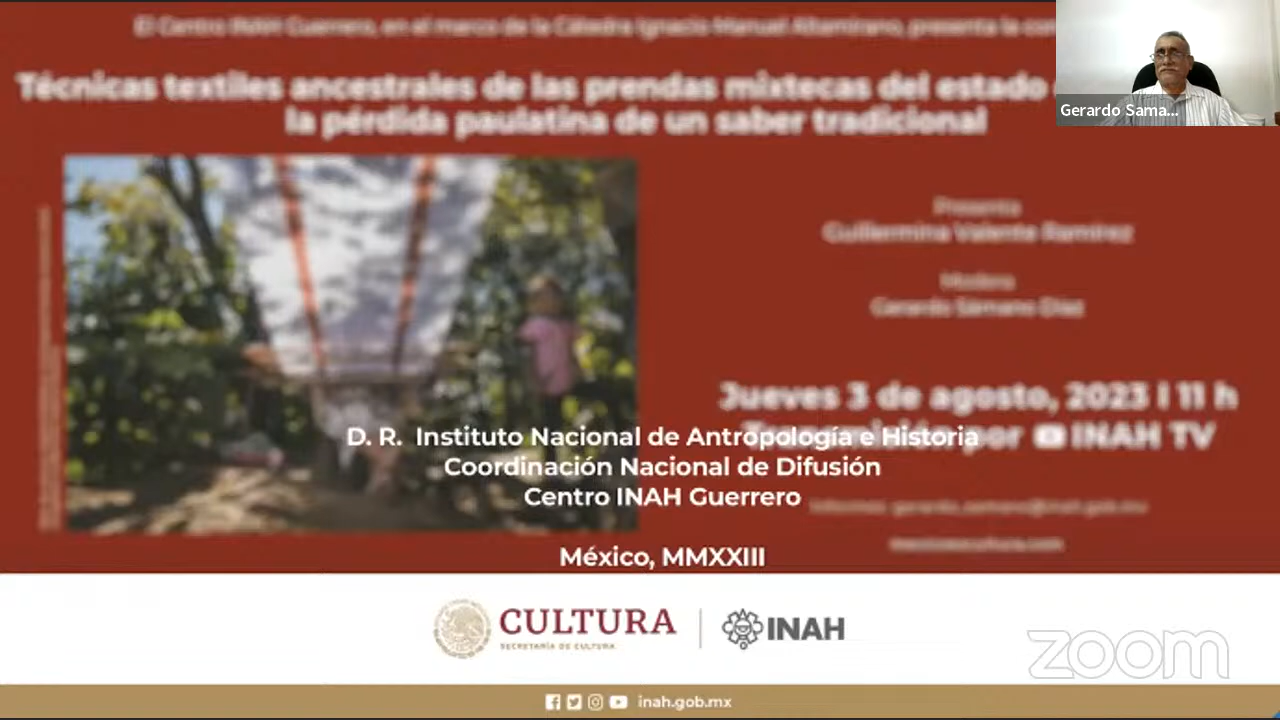 El Centro INAH Guerrero, en el marco de la Cátedra Ignacio Manuel Altamirano, presenta la
Técnicas textiles ancestrales de las prendas mixtecas del estado
la pérdida paulatina de un saber tradicional
Gerardo Sama...
Presenta
Guillermina Valente Ramírez
Modera
Gerardo Sámano Díaz
Jueves 3 de agosto, 2023 | 11 h
por INAH TV
D. R. Instituto Nacional de Antropología e Historia
Coordinación Nacional de Difusión
Centro INAH Guerrero
México, MMXXIII
CULTURA
SECRETARÍA DE CULTURA
INAH
zoom
inah.gob.mx